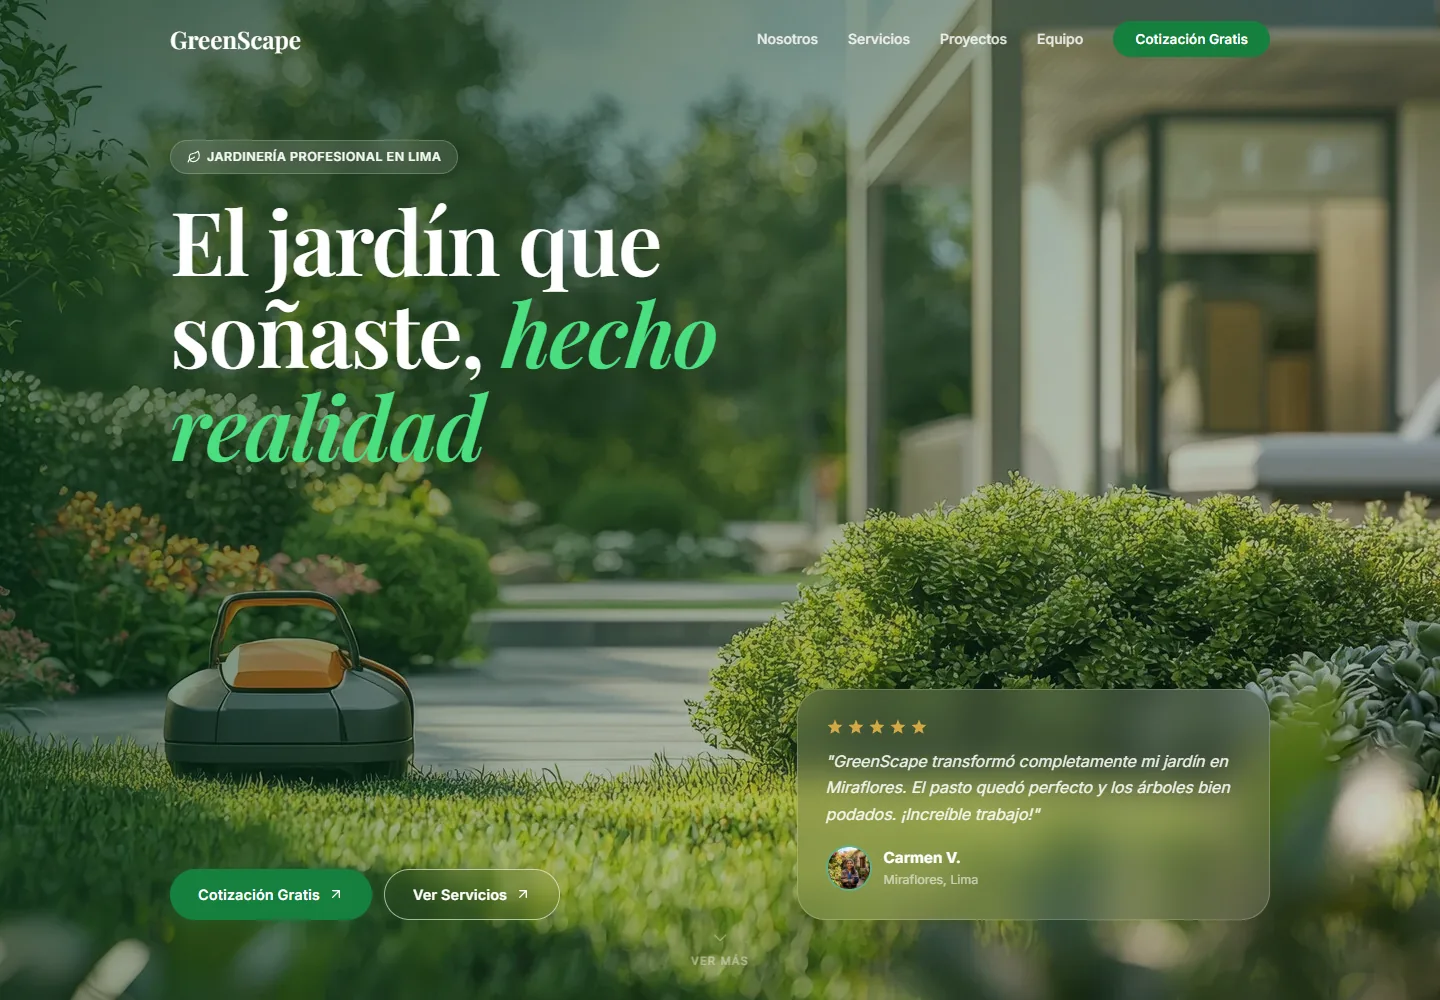 GreenScape
Nosotros
Servicios
Proyectos
Equipo
Cotización Gratis
JARDINERÍA PROFESIONAL EN LIMA
El jardín que
soñaste, hecho
realidad
"GreenScape transformó completamente mi jardín en
Miraflores. El pasto quedó perfecto y los árboles bien
podados. ¡Increíble trabajo!"
Carmen V.
Miraflores, Lima
Cotización Gratis
Ver Servicios
VER MÁS